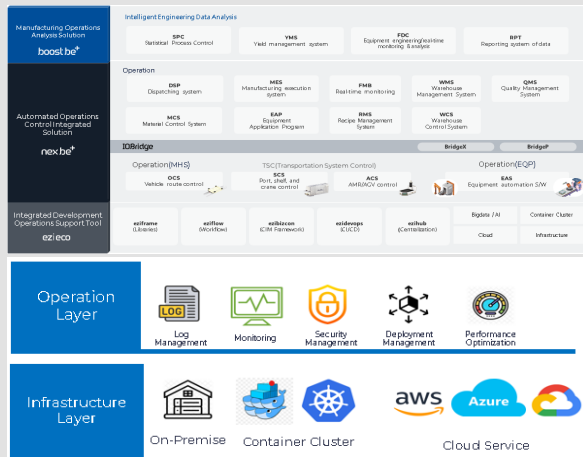 Manufacturing Operations
Analysis Solution
boost.be+
Intelligent Engineering Data Analysis
SPC
Statistical Process Control
YMS
Yield management system
FDC
Equipment engineering/real-time
monitoring & analysis
RPT
Reporting system of data
Automated Operations
Control Integrated
Solution
nex.be+
Operation
DSP
Dispatching system
MES
Manufacturing execution
system
FMB
Real-time monitoring
WMS
Warehouse
Management System
QMS
Quality Management
System
MCS
Material Control System
EAP
Equipment
Application Program
RMS
Recipe Management
System
WCS
Warehouse
Control System
IOBridge
BridgeX
BridgeP
Operation(MHS)
TSC(Transportation System Control)
Operation(EQP)
OCS
Vehicle route control
SCS
Port, shelf, and
crane control
ACS
AMR/AGV control
EAS
Equipment automation S/W
Integrated Development
Operations Support Tool
ezieco
eziframe
(Libraries)
eziflow
(Workflow)
ezibizcon
(CIM Framework)
ezidevops
(CI/CD)
ezihub
(Centralization)
Bigdata / AI
Container Cluster
Cloud
Infrastructure
Operation
Layer
LOG
Log
Management
Monitoring
Security
Management
Deployment
Management
Performance
Optimization
Infrastructure
Layer
On-Premise
Container Cluster
aws
Azure
Cloud Service